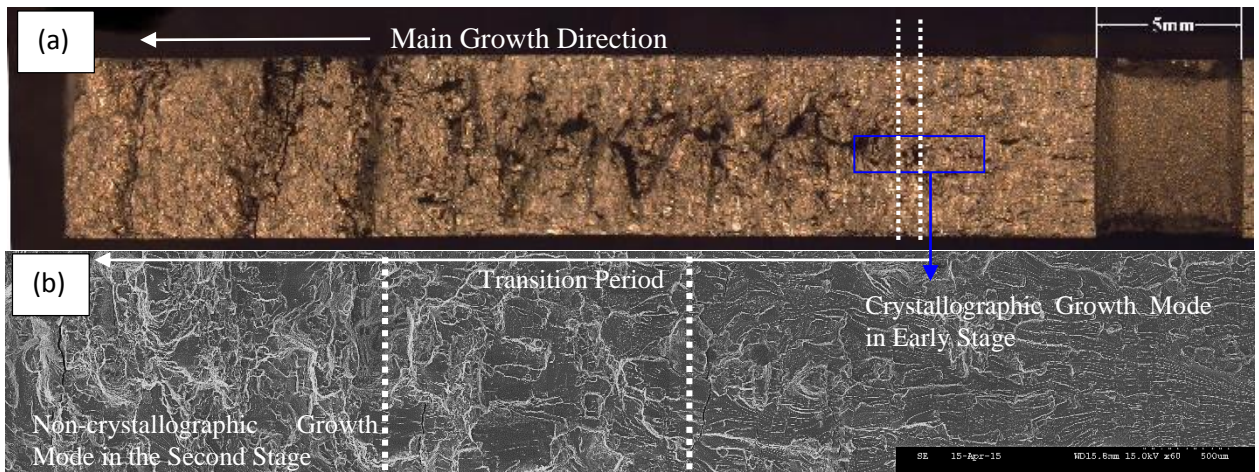 (a)
Main Growth Direction
5mm
(b)
Transition Period
Crystallographic Growth Mode
in Early Stage
Non-crystallographic Growth
Mode in the Second Stage
SE 15-Apr-15 WD15.8mm 15.0kV x60 500um